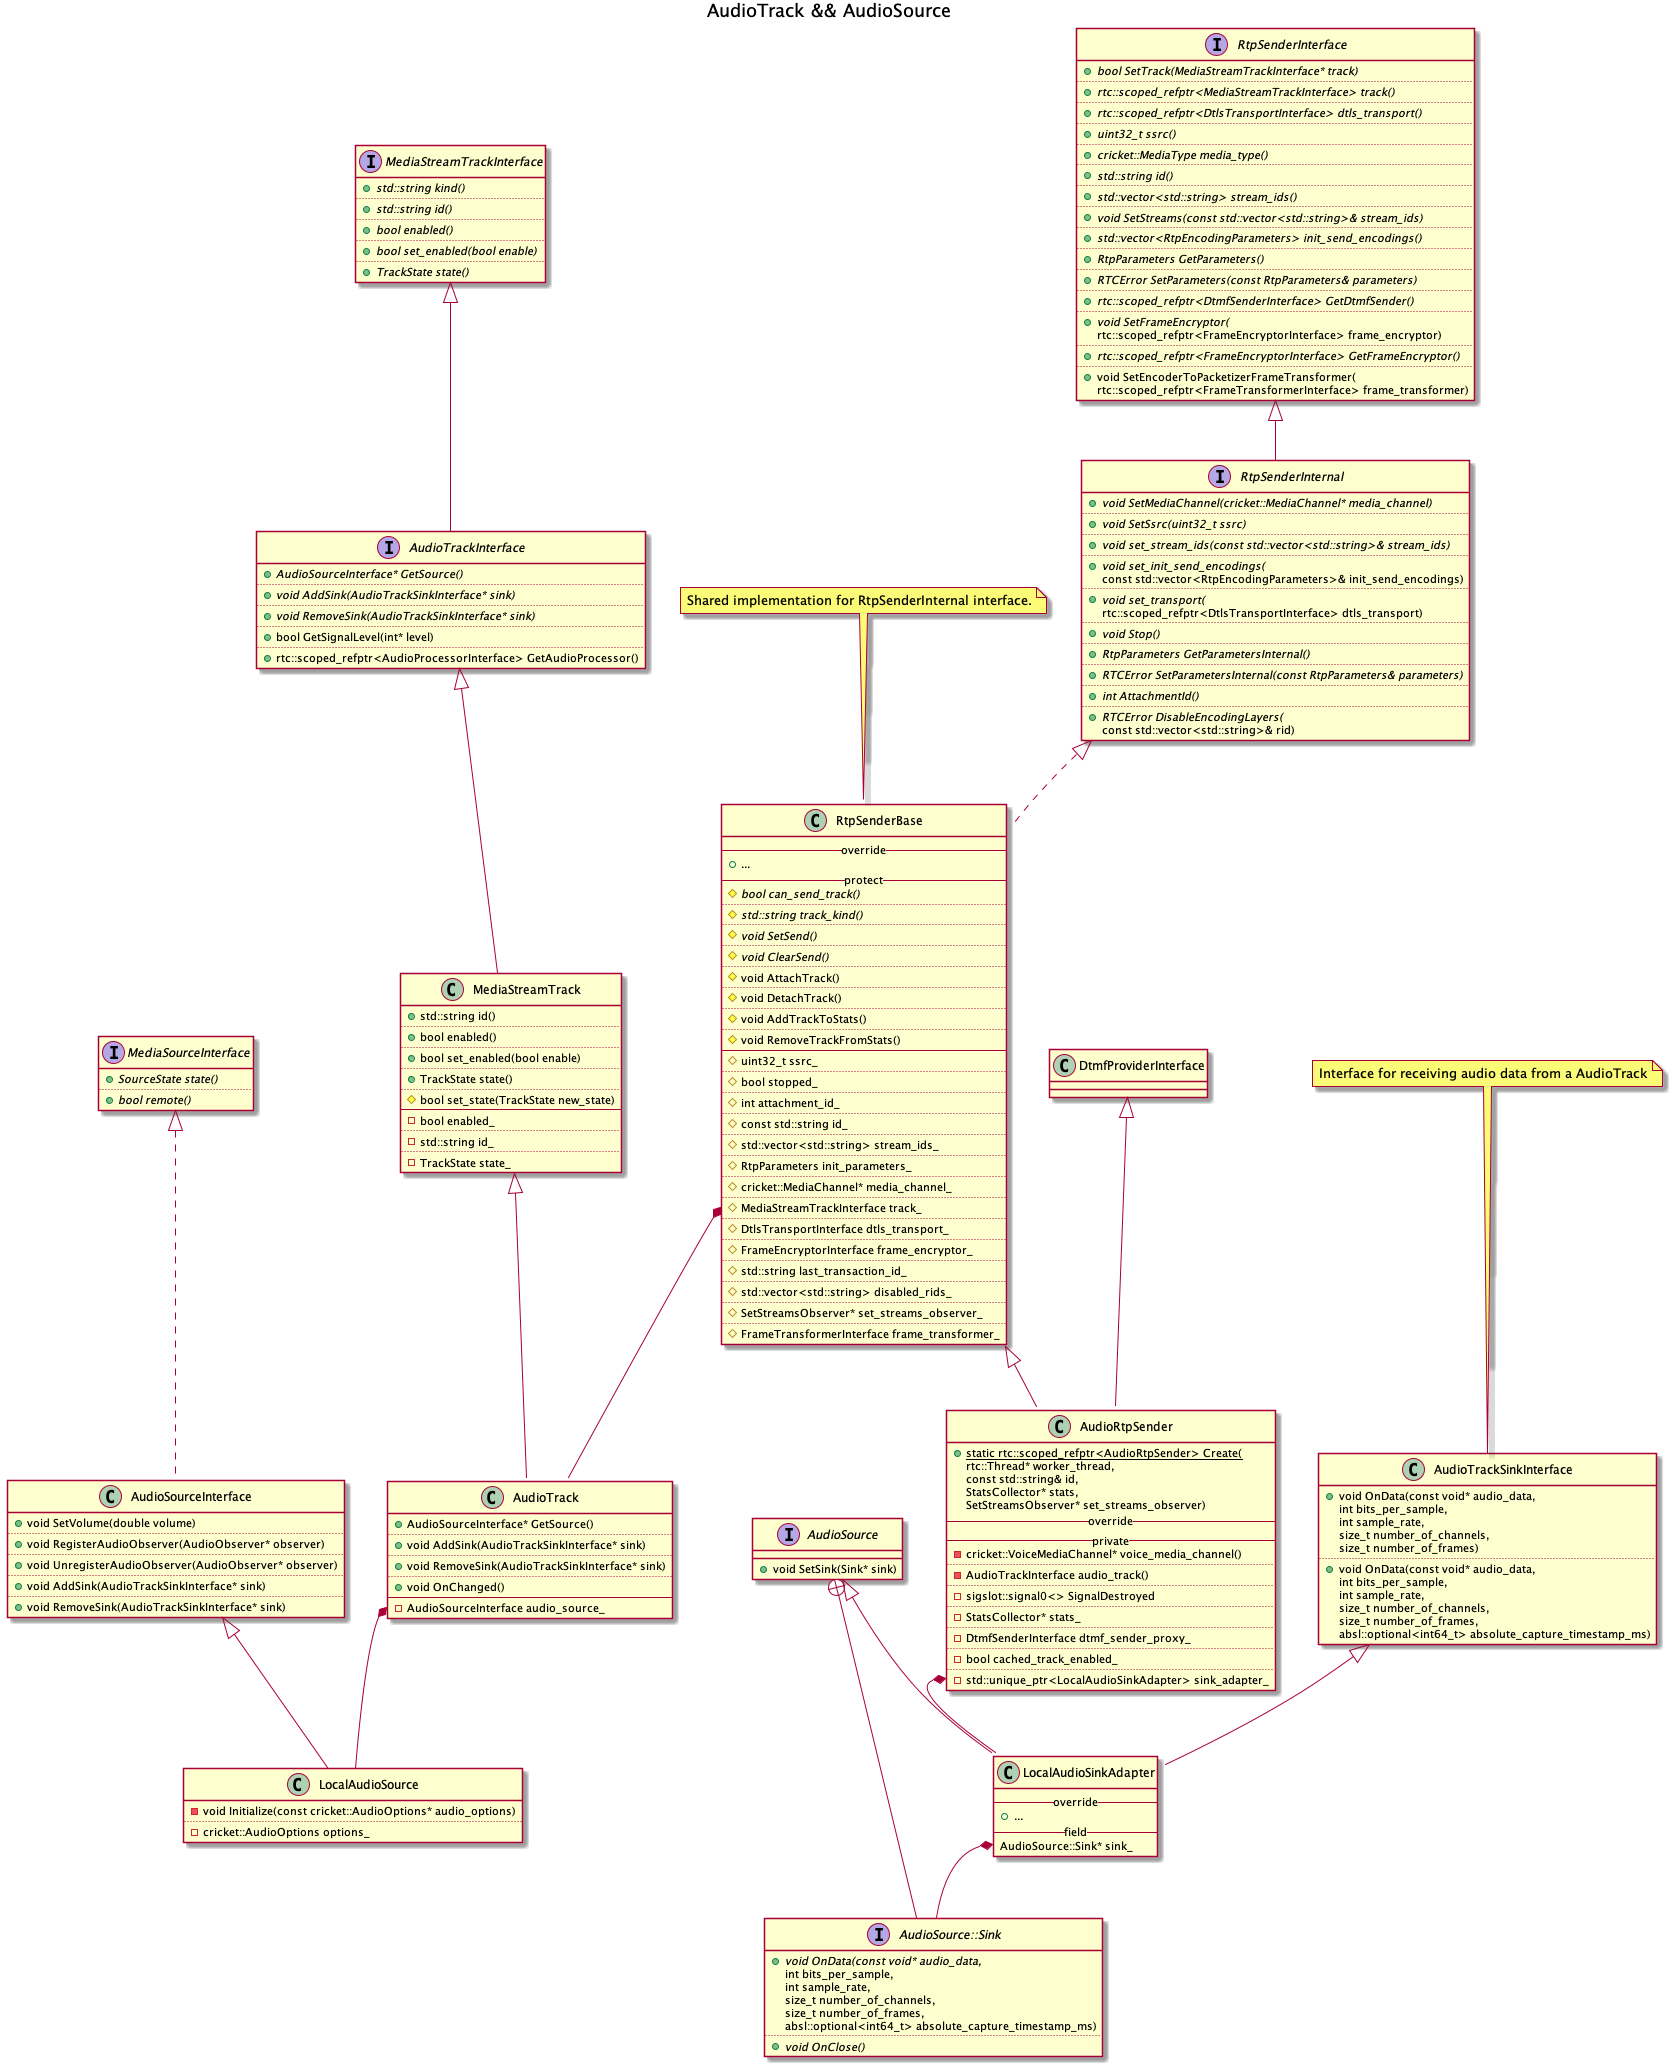 AudioTrack && AudioSource
I RtpSenderInterface
bool SetTrack(MediaStreamTrackInterface* track)
rtc::scoped_refptr<MediaStreamTrackInterface> track()
rtc::scoped_refptr<DtlsTransportInterface> dtls_transport()
uint32_t ssrc()
cricket::MediaType media_type()
std::string id()
std::vector<std::string> stream_ids()
void SetStreams(const std::vector<std::string>& stream_ids)
std::vector<RtpEncodingParameters> init_send_encodings()
RtpParameters GetParameters()
RTCError SetParameters(const RtpParameters& parameters)
rtc::scoped_refptr<DtmfSenderInterface> GetDtmfSender()
void SetFrameEncryptor(
rtc::scoped_refptr<FrameEncryptorInterface> frame_encryptor)
rtc::scoped_refptr<FrameEncryptorInterface> GetFrameEncryptor()
void SetEncoderToPacketizerFrameTransformer(
rtc::scoped_refptr<FrameTransformerInterface> frame_transformer)
I MediaStreamTrackInterface
std::string kind()
std::string id()
bool enabled()
bool set_enabled(bool enable)
TrackState state()
I RtpSenderInternal
void SetMediaChannel(cricket::MediaChannel* media_channel)
void SetSsrc(uint32_t ssrc)
void set_stream_ids(const std::vector<std::string>& stream_ids)
void set_init_send_encodings(
const std::vector<RtpEncodingParameters>& init_send_encodings)
void set_transport(
rtc::scoped_refptr<DtlsTransportInterface> dtls_transport)
void Stop()
RtpParameters GetParametersInternal()
RTCError SetParametersInternal(const RtpParameters& parameters)
int AttachmentId()
RTCError DisableEncodingLayers(
const std::vector<std::string>& rid)
I AudioTrackInterface
AudioSourceInterface* GetSource()
void AddSink(AudioTrackSinkInterface* sink)
void RemoveSink(AudioTrackSinkInterface* sink)
bool GetSignalLevel(int* level)
rtc::scoped_refptr<AudioProcessorInterface> GetAudioProcessor()
Shared implementation for RtpSenderInternal interface.
C RtpSenderBase
override
...
protect
bool can_send_track()
std::string track_kind()
void SetSend()
void ClearSend()
void AttachTrack()
void DetachTrack()
void AddTrackToStats()
void RemoveTrackFromStats()
uint32_t ssrc_
bool stopped_
int attachment_id_
const std::string id_
std::vector<std::string> stream_ids_
RtpParameters init_parameters_
cricket::MediaChannel* media_channel_
MediaStreamTrackInterface track_
DtlsTransportInterface dtls_transport_
FrameEncryptorInterface frame_encryptor_
std::string last_transaction_id_
std::vector<std::string> disabled_rids_
SetStreamsObserver* set_streams_observer_
FrameTransformerInterface frame_transformer_
C MediaStreamTrack
std::string id()
bool enabled()
bool set_enabled(bool enable)
TrackState state()
bool set_state(TrackState new_state)
bool enabled_
std::string id_
TrackState state_
I MediaSourceInterface
SourceState state()
bool remote()
C DtmfProviderInterface
Interface for receiving audio data from a AudioTrack
C AudioRtpSender
static rtc::scoped_refptr<AudioRtpSender> Create(
rtc::Thread* worker_thread,
const std::string& id,
StatsCollector* stats,
SetStreamsObserver* set_streams_observer)
override
private
cricket::VoiceMediaChannel* voice_media_channel()
AudioTrackInterface audio_track()
sigslot::signal0<> SignalDestroyed
StatsCollector* stats_
DtmfSenderInterface dtmf_sender_proxy_
bool cached_track_enabled_
std::unique_ptr<LocalAudioSinkAdapter> sink_adapter_
C AudioTrackSinkInterface
void OnData(const void* audio_data,
int bits_per_sample,
int sample_rate,
size_t number_of_channels,
size_t number_of_frames)
void OnData(const void* audio_data,
int bits_per_sample,
int sample_rate,
size_t number_of_channels,
size_t number_of_frames,
absl::optional<int64_t> absolute_capture_timestamp_ms)
C AudioSourceInterface
void SetVolume(double volume)
void RegisterAudioObserver(AudioObserver* observer)
void UnregisterAudioObserver(AudioObserver* observer)
void AddSink(AudioTrackSinkInterface* sink)
void RemoveSink(AudioTrackSinkInterface* sink)
C AudioTrack
AudioSourceInterface* GetSource()
void AddSink(AudioTrackSinkInterface* sink)
void RemoveSink(AudioTrackSinkInterface* sink)
void OnChanged()
AudioSourceInterface audio_source_
I AudioSource
void SetSink(Sink* sink)
C LocalAudioSource
void Initialize(const cricket::AudioOptions* audio_options)
cricket::AudioOptions options_
C LocalAudioSinkAdapter
override
...
field
AudioSource::Sink* sink_
I AudioSource::Sink
void OnData(const void* audio_data,
int bits_per_sample,
int sample_rate,
size_t number_of_channels,
size_t number_of_frames,
absl::optional<int64_t> absolute_capture_timestamp_ms)
void OnClose()